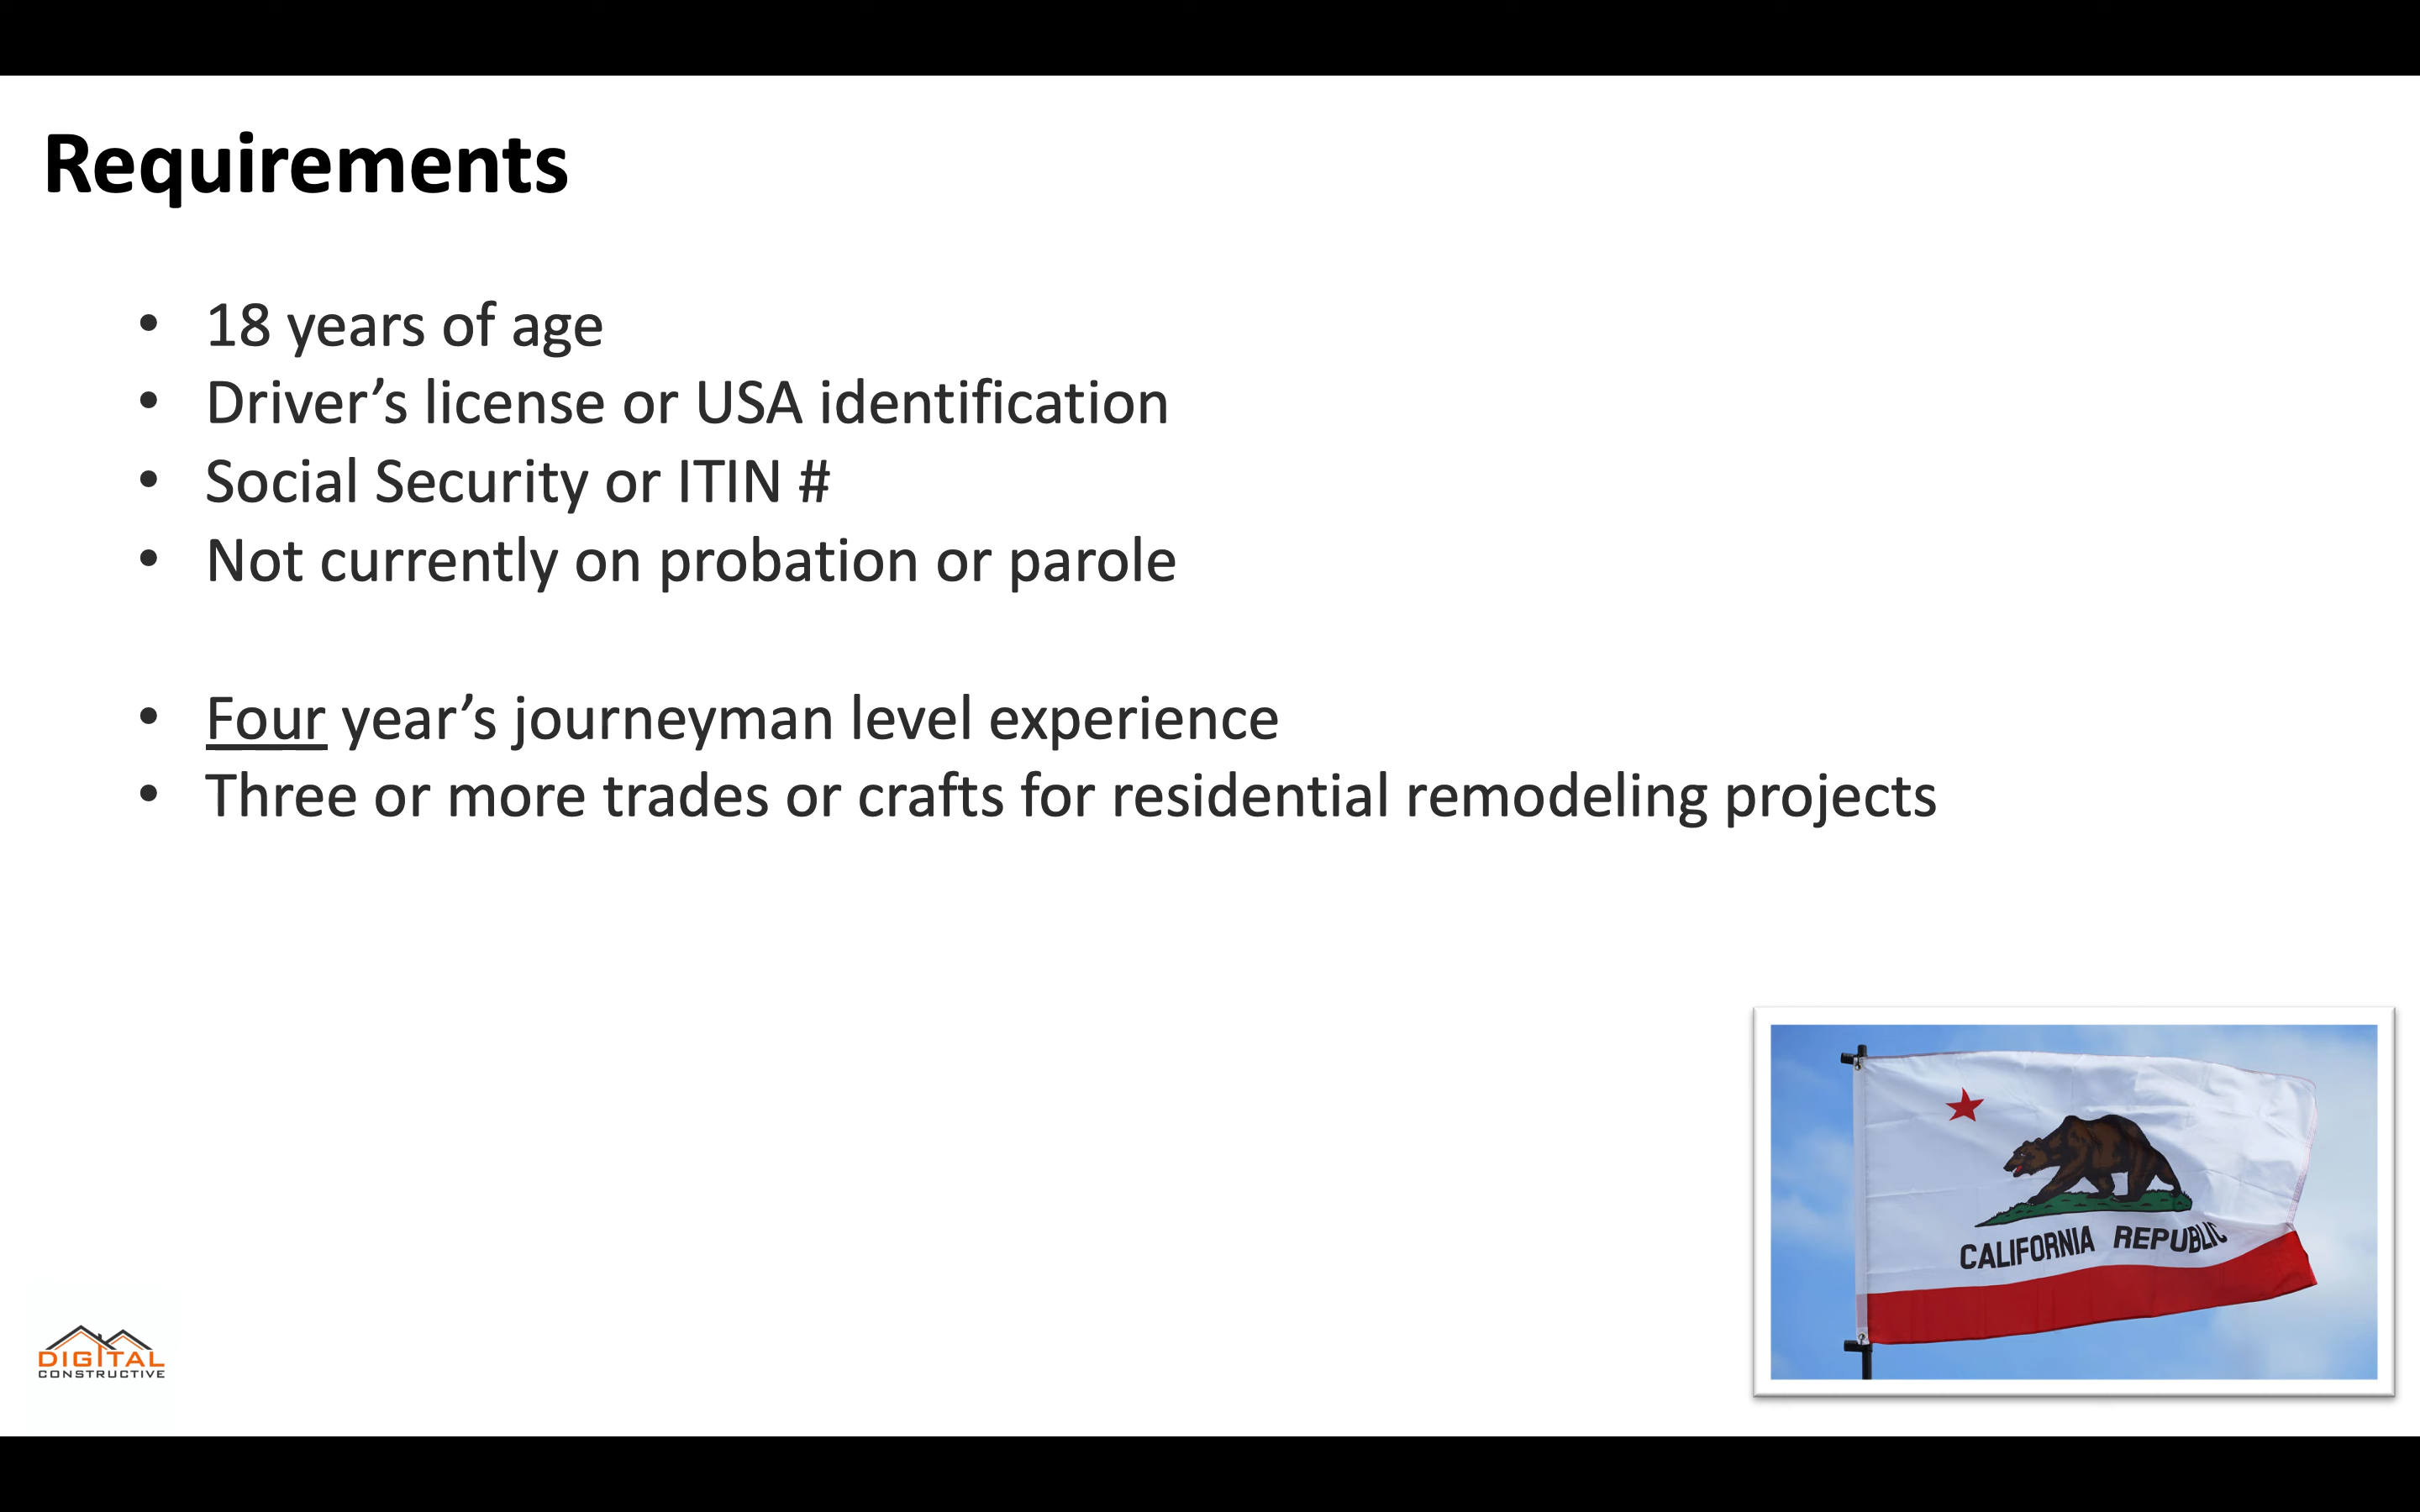 Requirements
• 18 years of age
• Driver’s license or USA identification
• Social Security or ITIN #
• Not currently on probation or parole
• Four year’s journeyman level experience
• Three or more trades or crafts for residential remodeling projects
CALIFORNIA REPUBLIC
DIGITAL
CONSTRUCTIVE